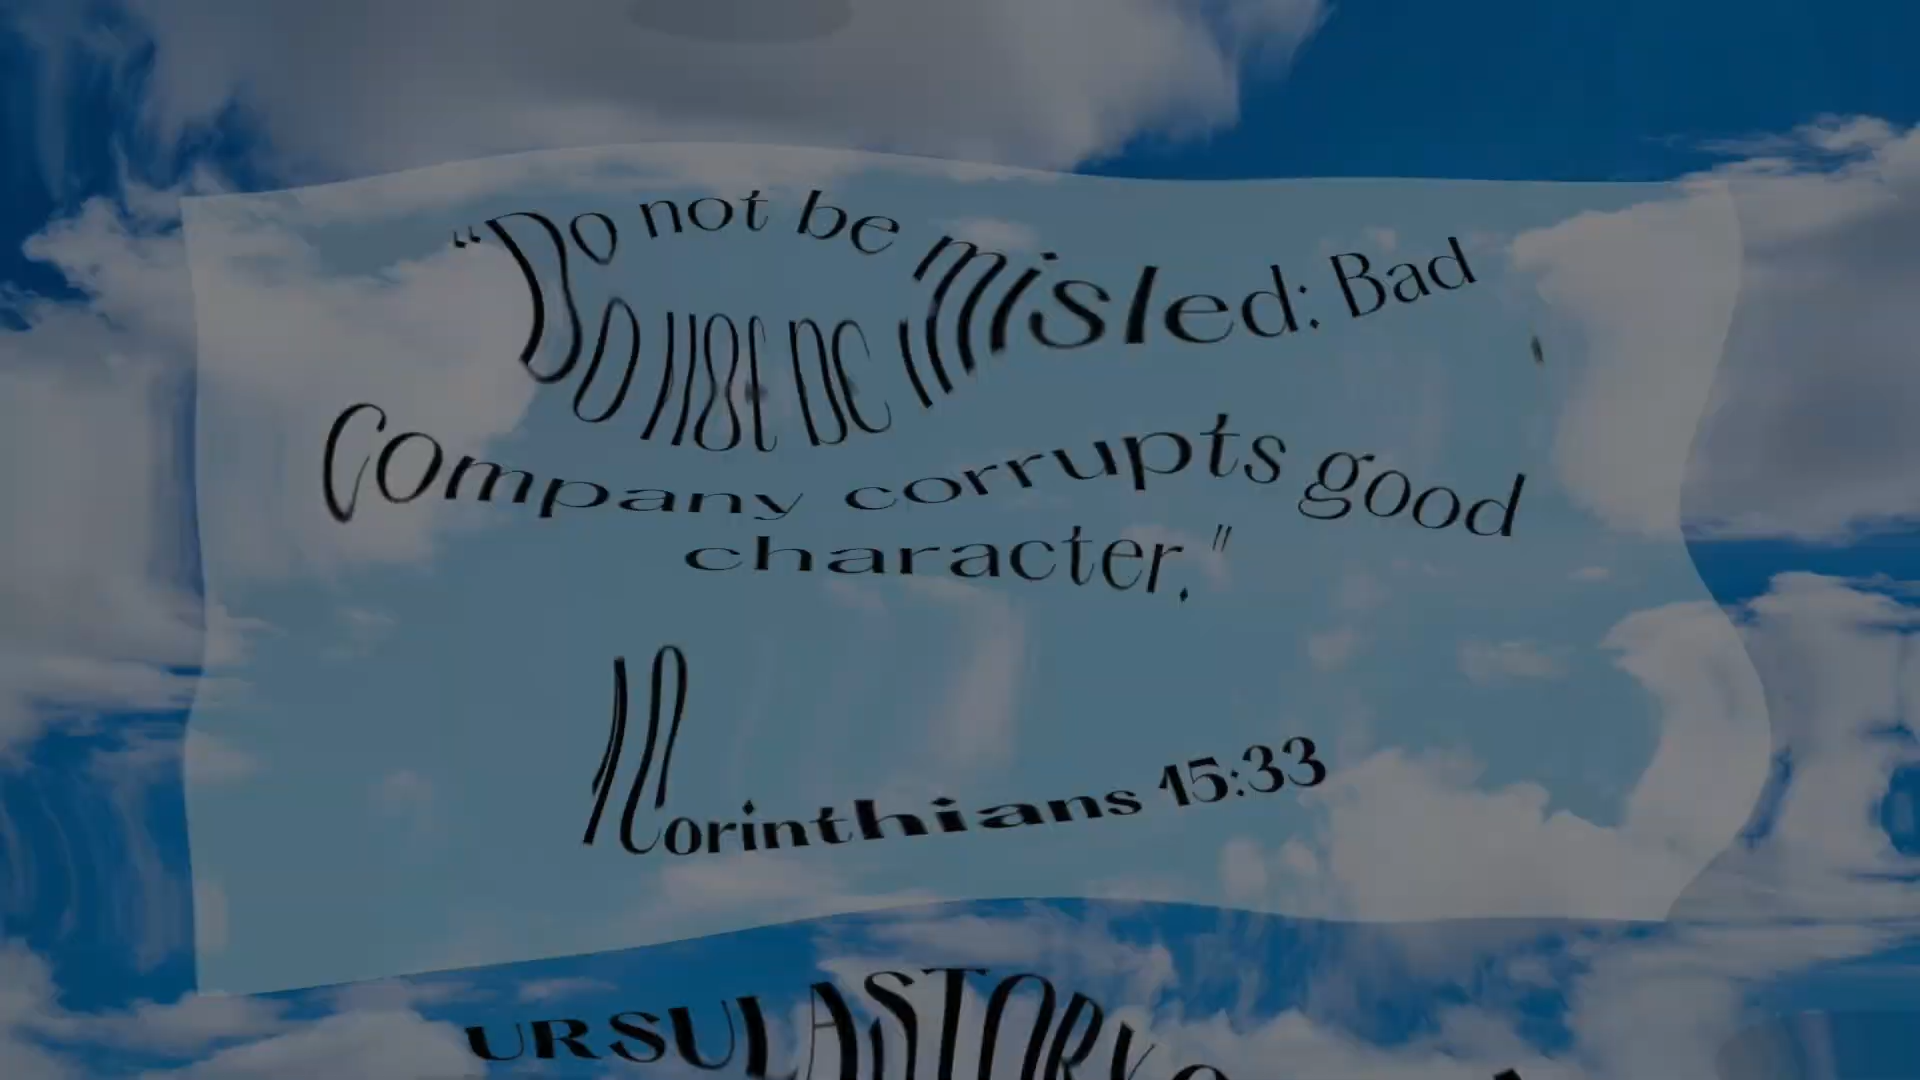 “Do not be misled: Bad
Company corrupts good
character."
1 Corinthians 15:33
URSULASTORY